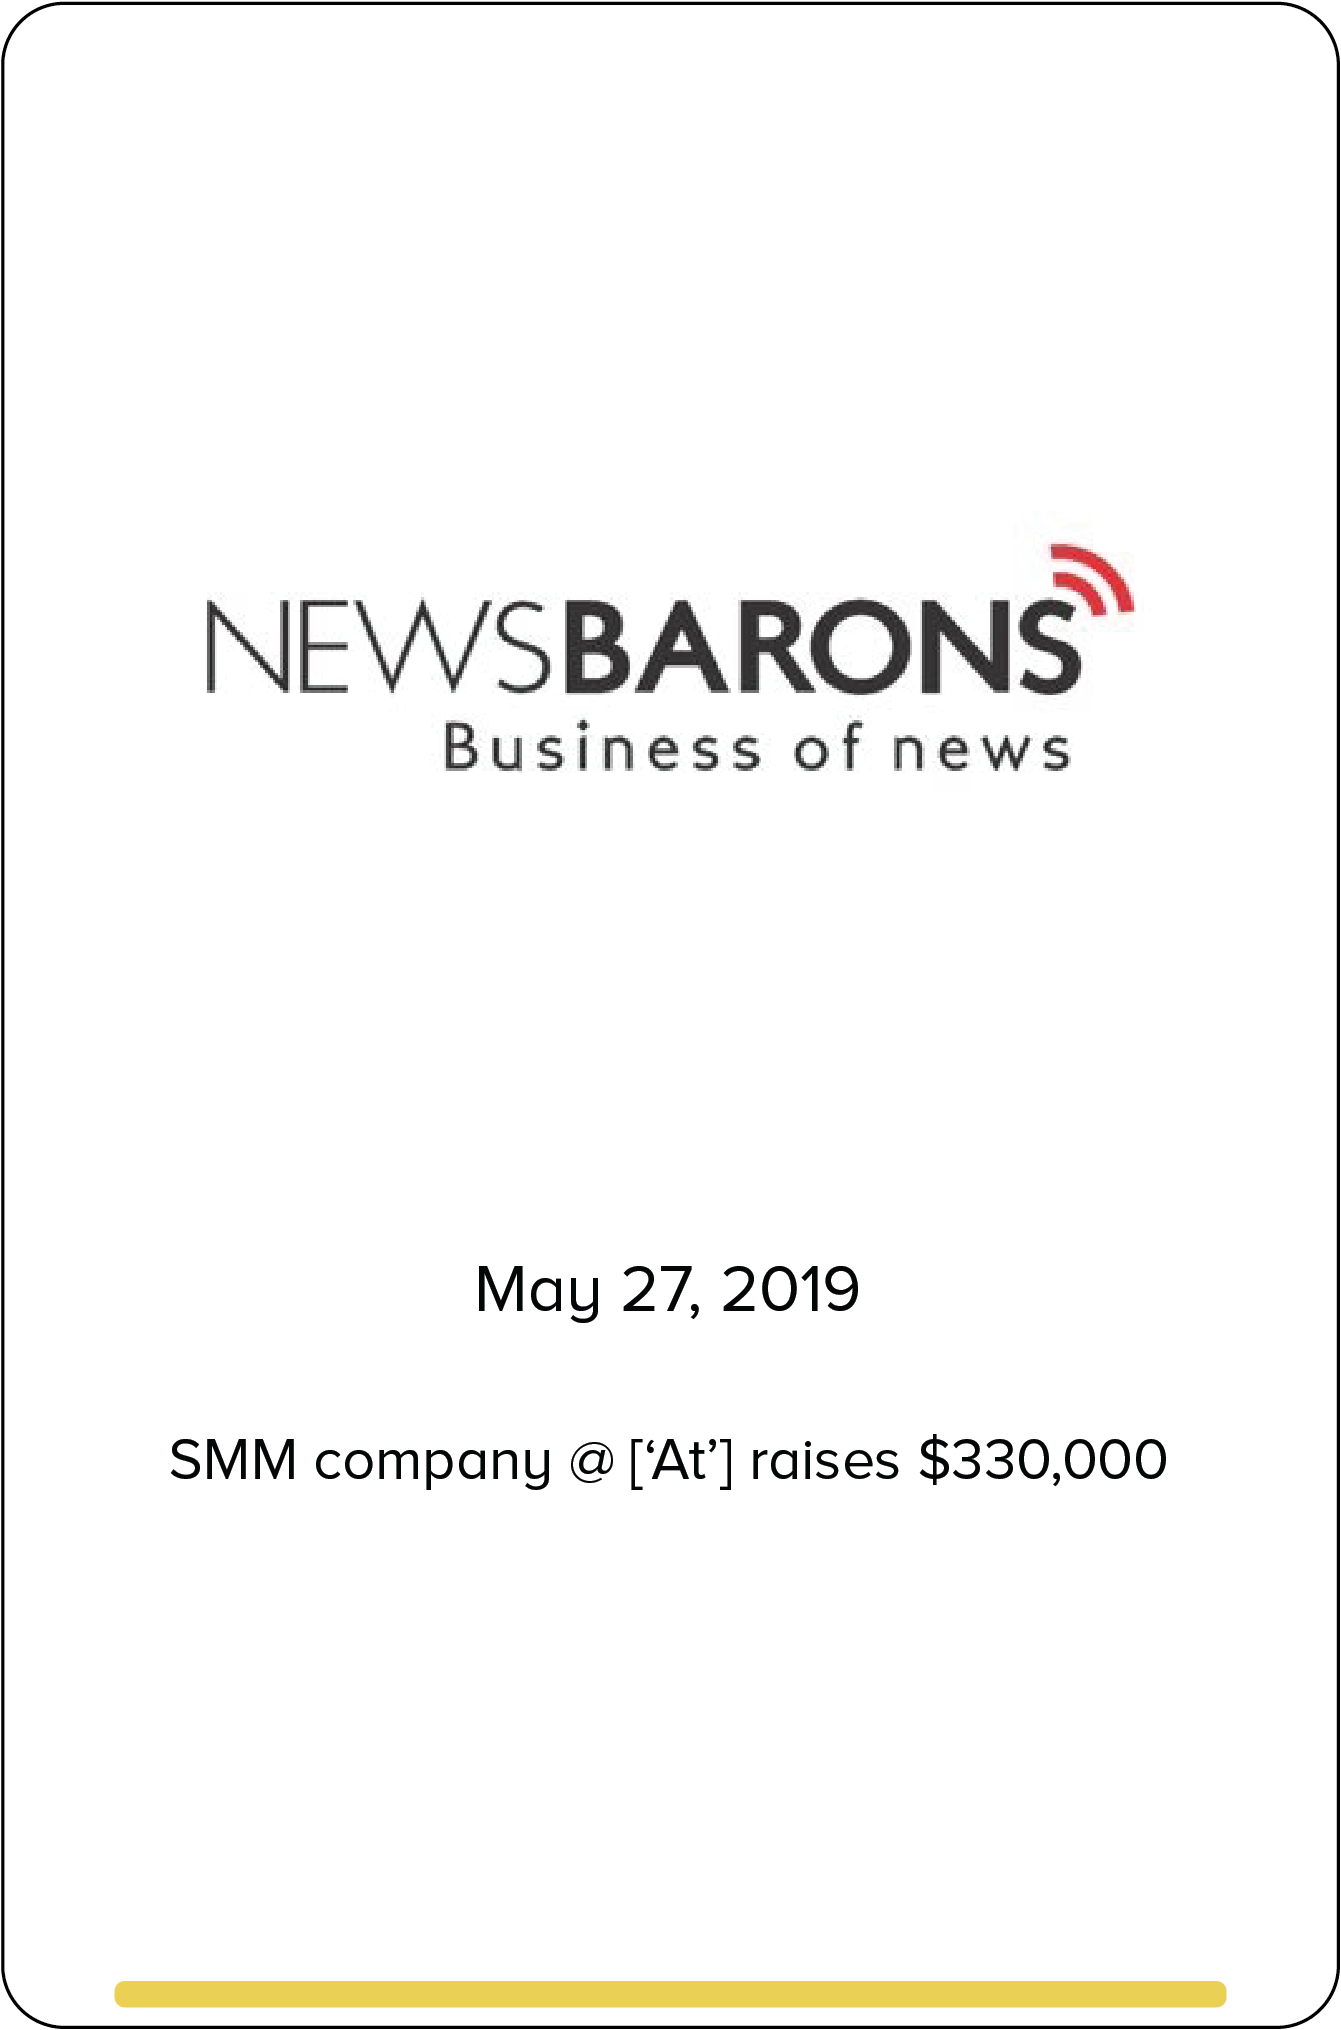 NEWSBARONS
Business of news
May 27, 2019
SMM company @ [‘At’] raises $330,000